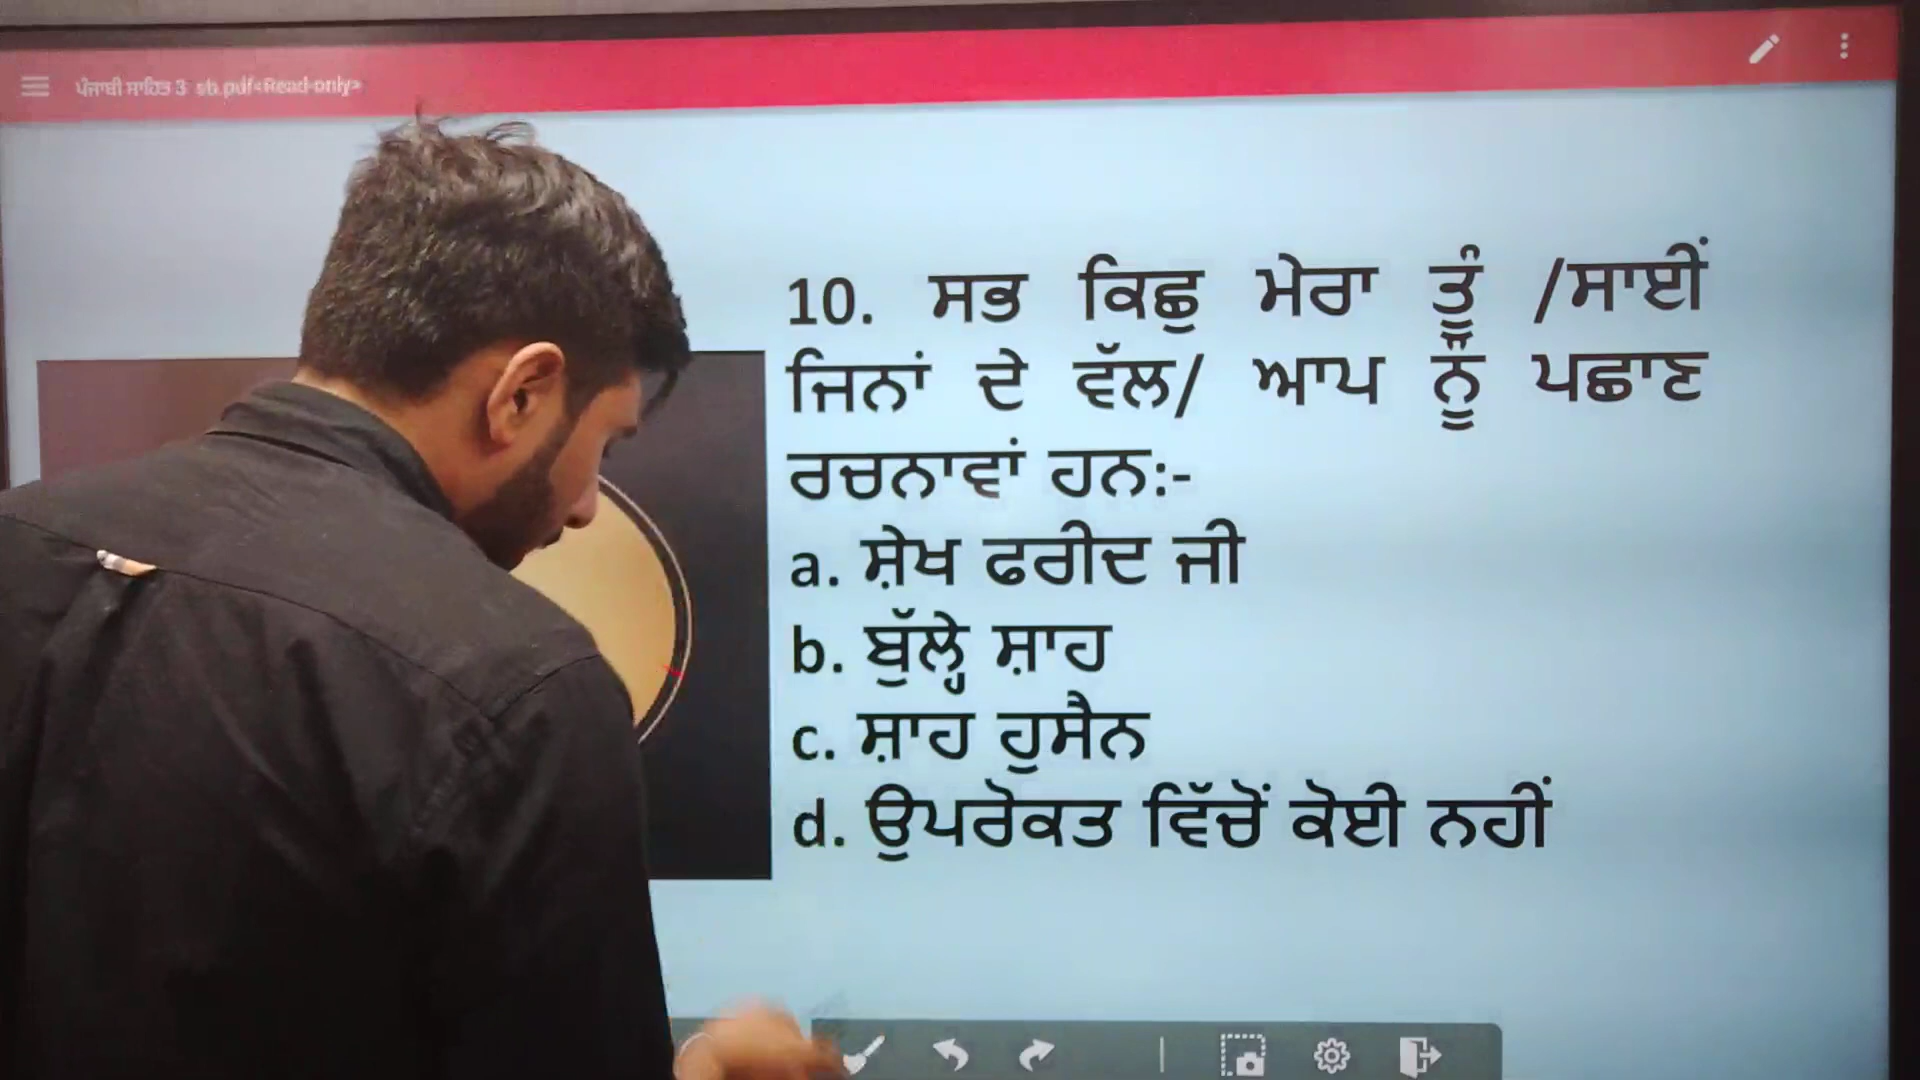 ਪੰਜਾਬੀ ਸਾਹਿਤ 3 sb.pdf<Read-only>
10. ਸਭ ਕਿਛੁ ਮੇਰਾ ਤੂੰ /ਸਾਈਂ
ਜਿਨਾਂ ਦੇ ਵੱਲ/ ਆਪ ਨੂੰ ਪਛਾਣ
ਰਚਨਾਵਾਂ ਹਨ:-
a. ਸ਼ੇਖ ਫਰੀਦ ਜੀ
b. ਬੁੱਲ੍ਹੇ ਸ਼ਾਹ
c. ਸ਼ਾਹ ਹੁਸੈਨ
d. ਉਪਰੋਕਤ ਵਿੱਚੋਂ ਕੋਈ ਨਹੀਂ